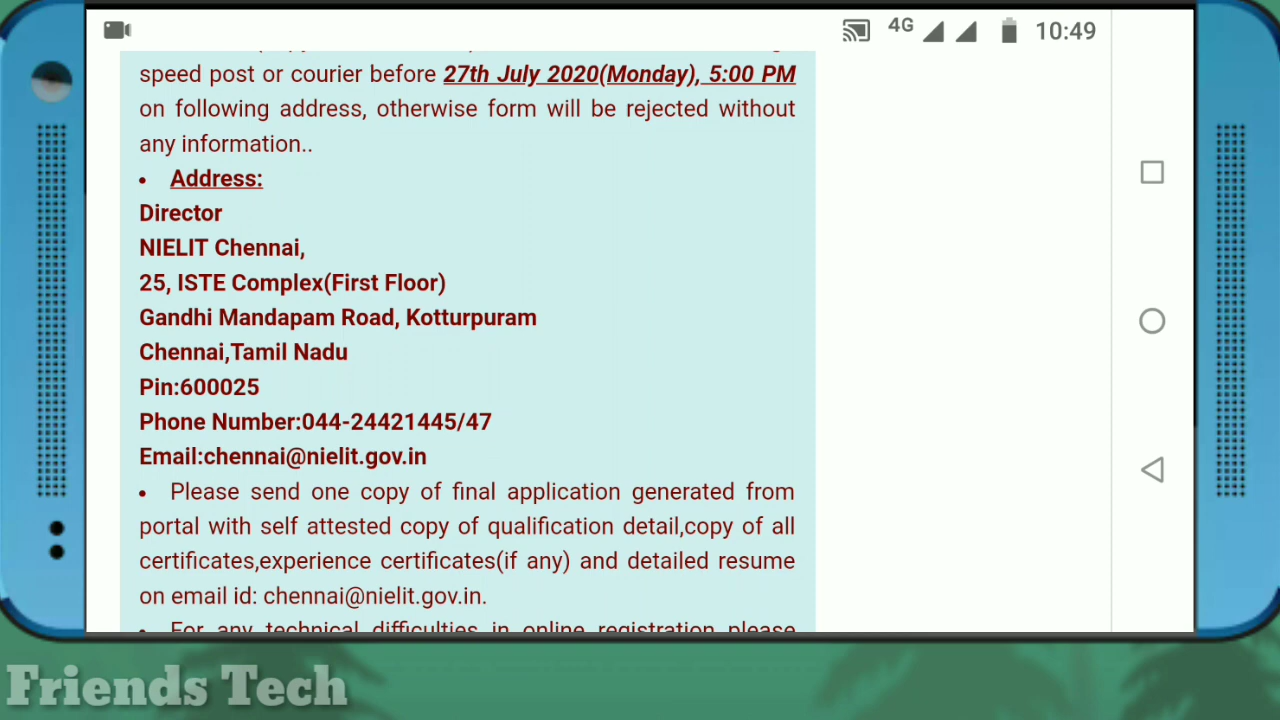 4G 10:49
speed post or courier before 27th July 2020(Monday), 5:00 PM
on following address, otherwise form will be rejected without
any information..
• Address:
Director
NIELIT Chennai,
25, ISTE Complex(First Floor)
Gandhi Mandapam Road, Kotturpuram
Chennai,Tamil Nadu
Pin:600025
Phone Number:044-24421445/47
Email:chennai@nielit.gov.in
• Please send one copy of final application generated from
portal with self attested copy of qualification detail,copy of all
certificates,experience certificates(if any) and detailed resume
on email id: chennai@nielit.gov.in.
• For any technical difficulties in online registration please
Friends Tech